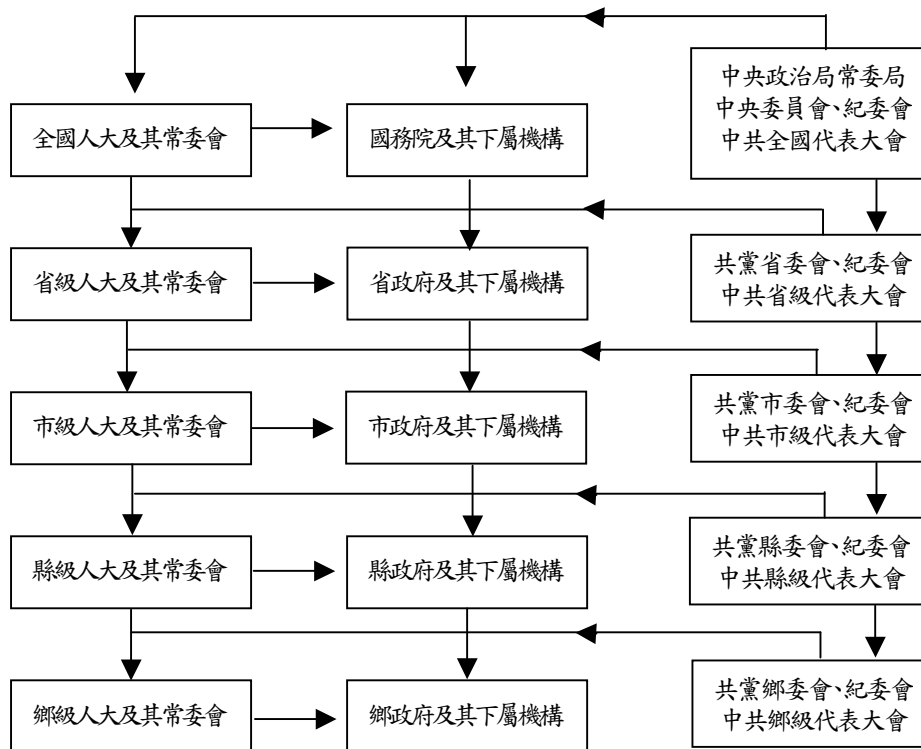 中央政治局常委局
中央委員會、紀委會
中共全國代表大會
全國人大及其常委會
國務院及其下屬機構
共黨省委會、紀委會
中共省級代表大會
省級人大及其常委會
省政府及其下屬機構
共黨市委會、紀委會
中共市級代表大會
市級人大及其常委會
市政府及其下屬機構
共黨縣委會、紀委會
中共縣級代表大會
縣級人大及其常委會
縣政府及其下屬機構
共黨鄉委會、紀委會
中共鄉級代表大會
鄉級人大及其常委會
鄉政府及其下屬機構